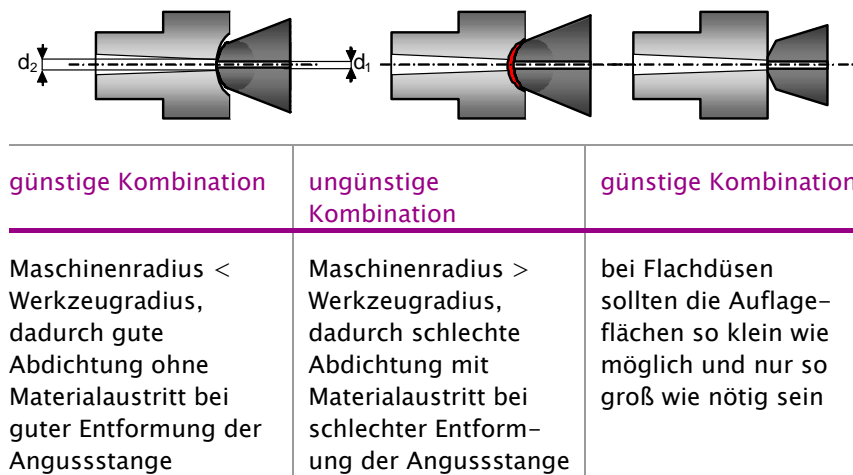 d₂
d₁
günstige Kombination
ungünstige
Kombination
günstige Kombination
Maschinenradius <
Werkzeugradius,
dadurch gute
Abdichtung ohne
Materialaustritt bei
guter Entformung der
Angussstange
Maschinenradius >
Werkzeugradius,
dadurch schlechte
Abdichtung mit
Materialaustritt bei
schlechter Entform-
ung der Angussstange
bei Flachdüsen
sollten die Auflage-
flächen so klein wie
möglich und nur so
groß wie nötig sein